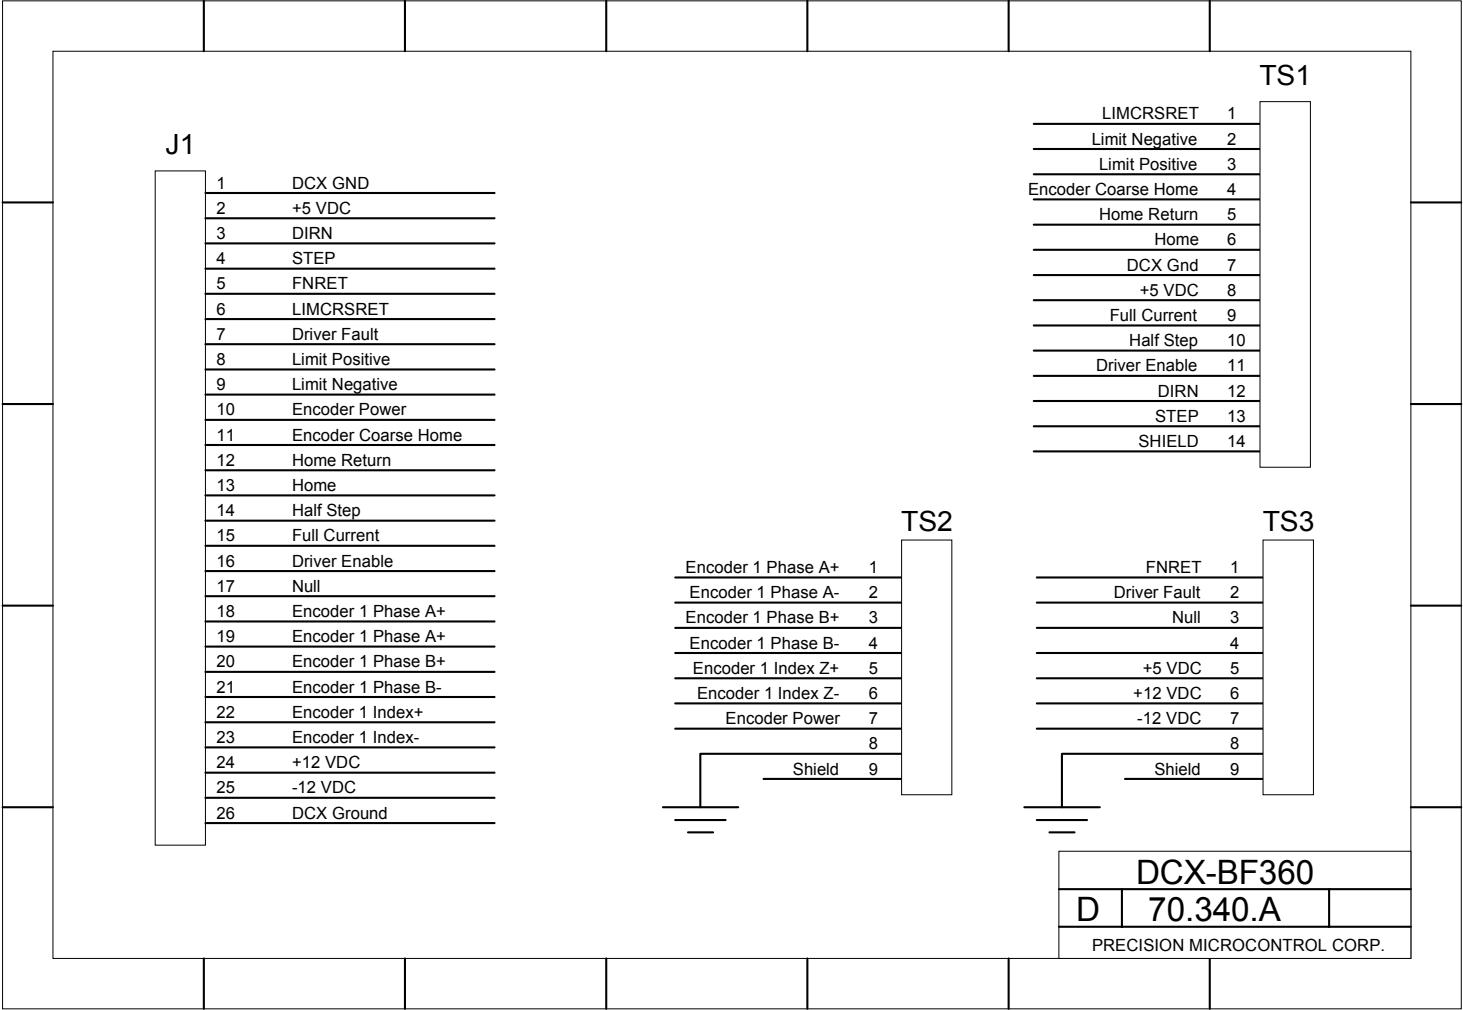 J1
1 DCX GND
2 +5 VDC
3 DIRN
4 STEP
5 FNRET
6 LIMCRSRET
7 Driver Fault
8 Limit Positive
9 Limit Negative
10 Encoder Power
11 Encoder Coarse Home
12 Home Return
13 Home
14 Half Step
15 Full Current
16 Driver Enable
17 Null
18 Encoder 1 Phase A+
19 Encoder 1 Phase A+
20 Encoder 1 Phase B+
21 Encoder 1 Phase B-
22 Encoder 1 Index+
23 Encoder 1 Index-
24 +12 VDC
25 -12 VDC
26 DCX Ground
TS1
LIMCRSRET 1
Limit Negative 2
Limit Positive 3
Encoder Coarse Home 4
Home Return 5
Home 6
DCX Gnd 7
+5 VDC 8
Full Current 9
Half Step 10
Driver Enable 11
DIRN 12
STEP 13
SHIELD 14
TS2
Encoder 1 Phase A+ 1
Encoder 1 Phase A- 2
Encoder 1 Phase B+ 3
Encoder 1 Phase B- 4
Encoder 1 Index Z+ 5
Encoder 1 Index Z- 6
Encoder Power 7
8
Shield 9
TS3
FNRET 1
Driver Fault 2
Null 3
4
+5 VDC 5
+12 VDC 6
-12 VDC 7
8
Shield 9
DCX-BF360
D 70.340.A
PRECISION MICROCONTROL CORP.